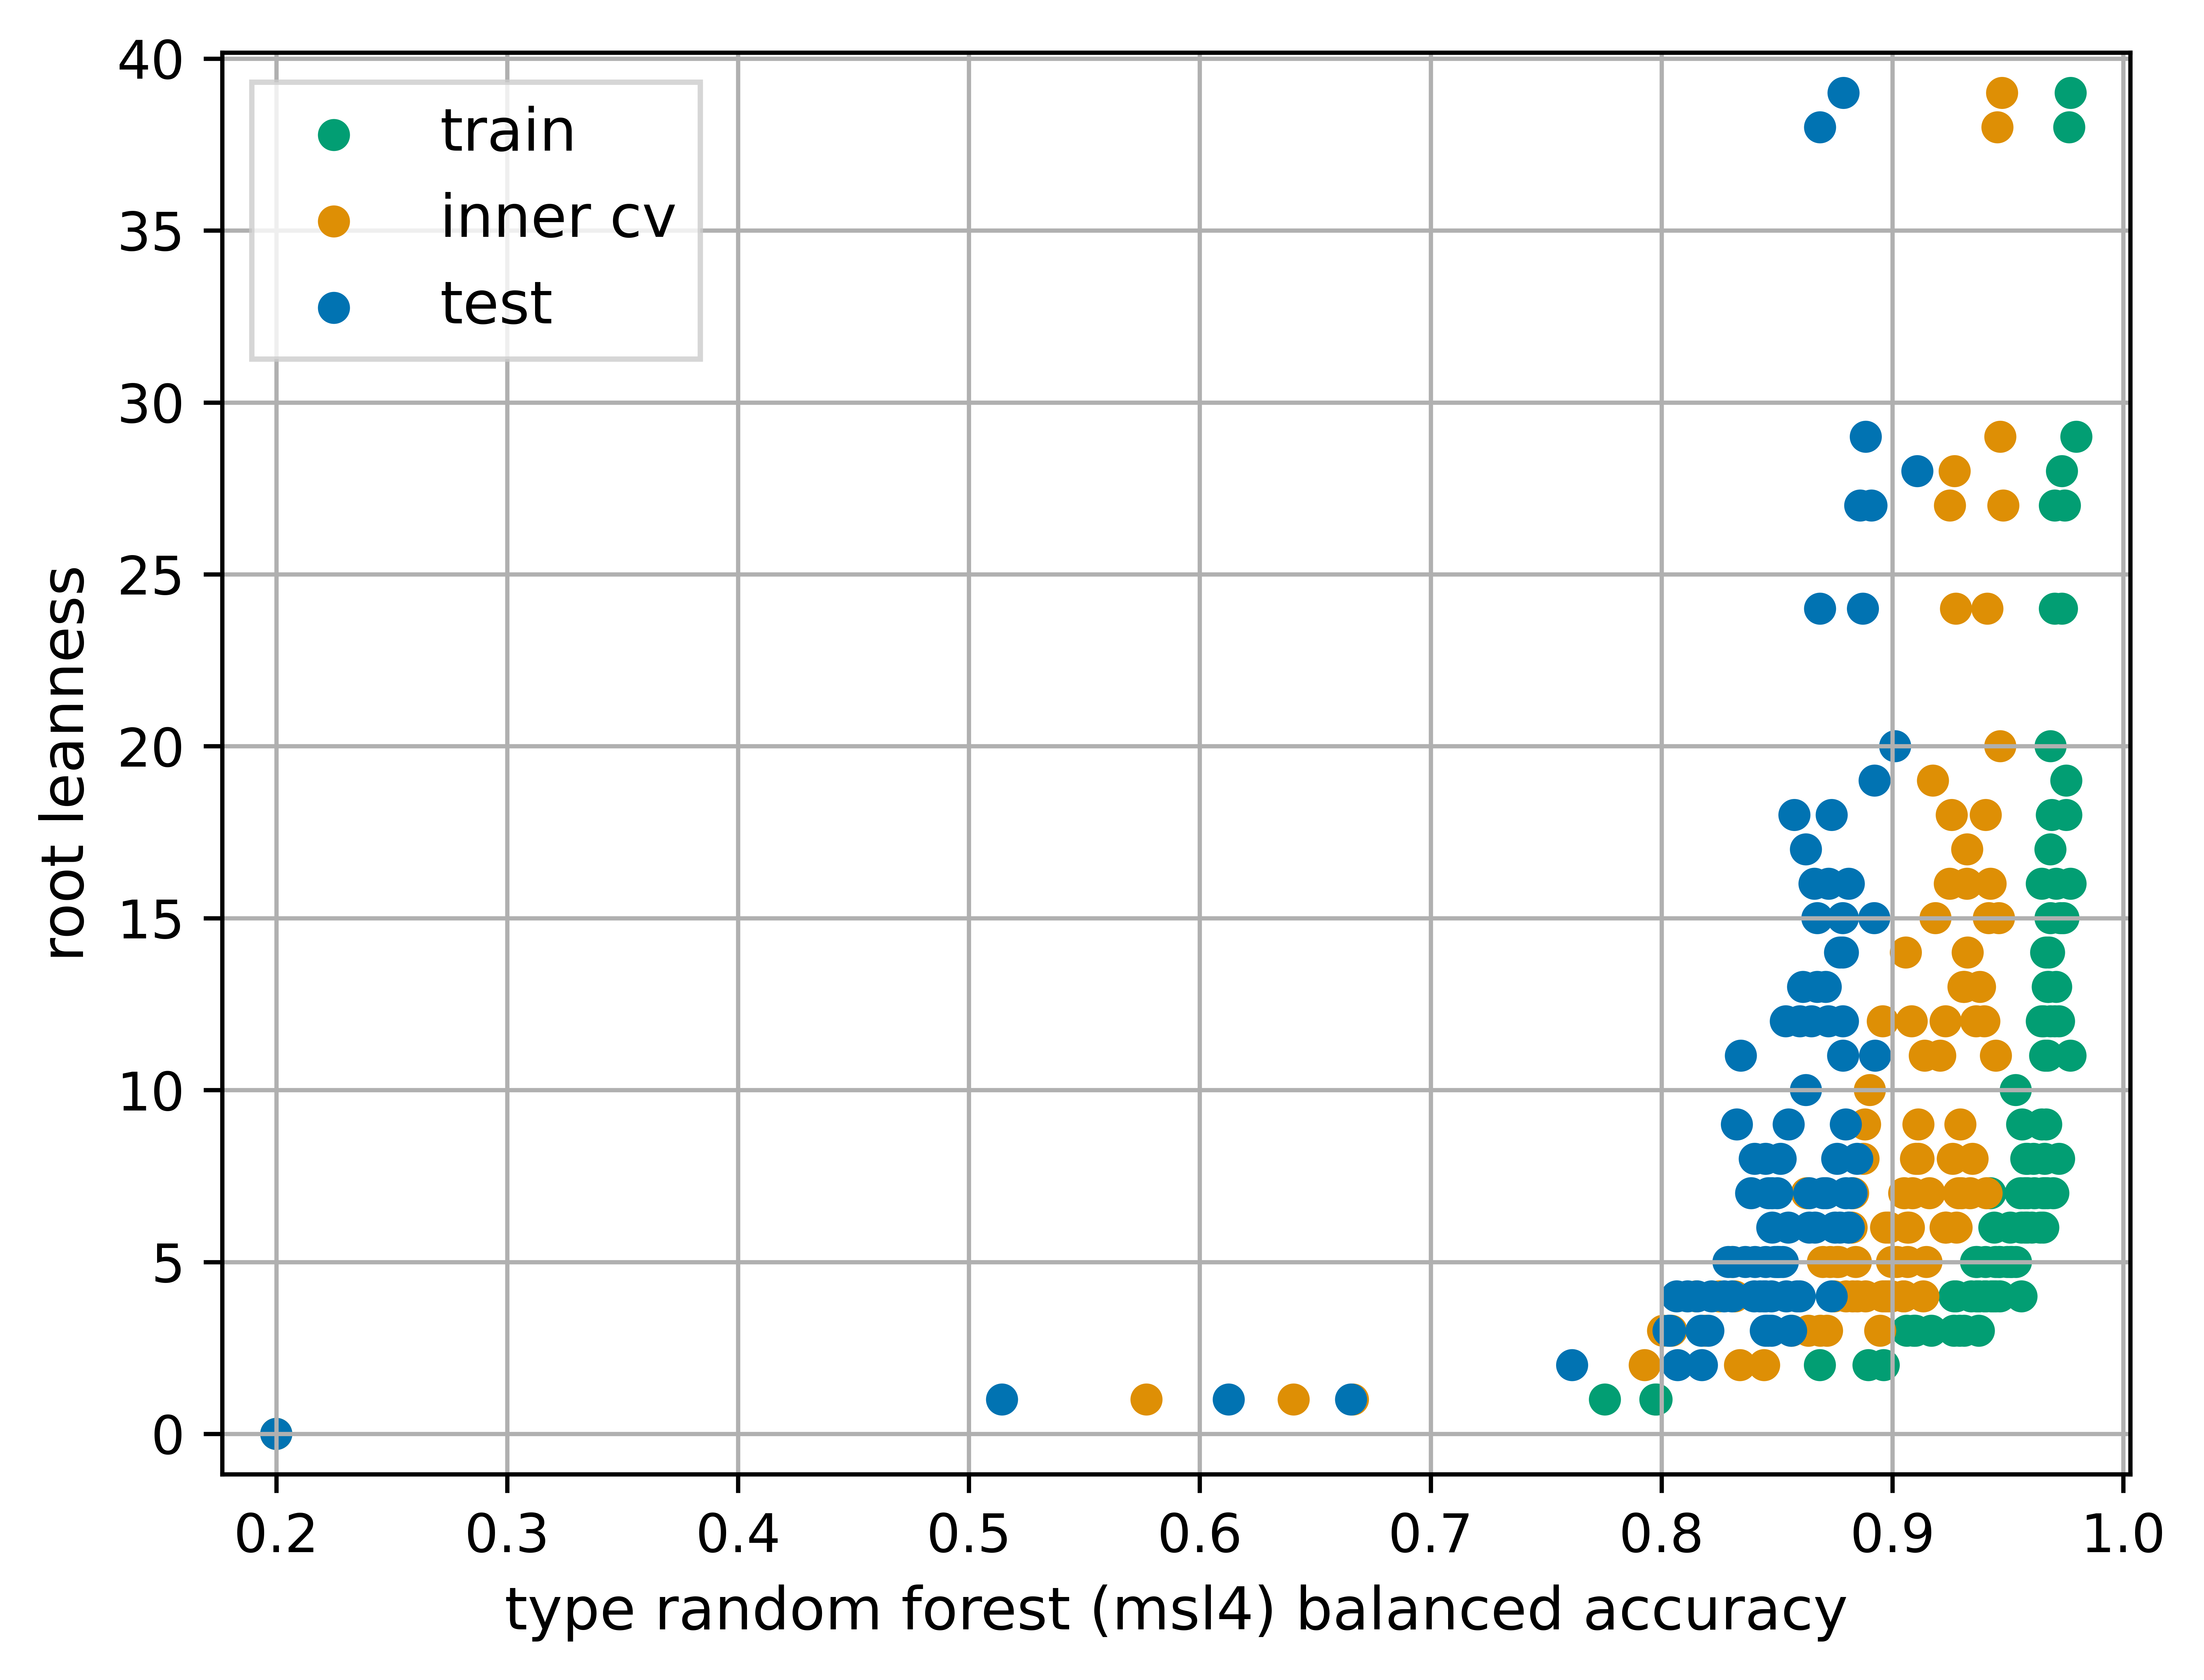 40
35
30
25
20
15
10
5
0
root leanness
train
inner cv
test
0.2 0.3 0.4 0.5 0.6 0.7 0.8 0.9 1.0
type random forest (msl4) balanced accuracy